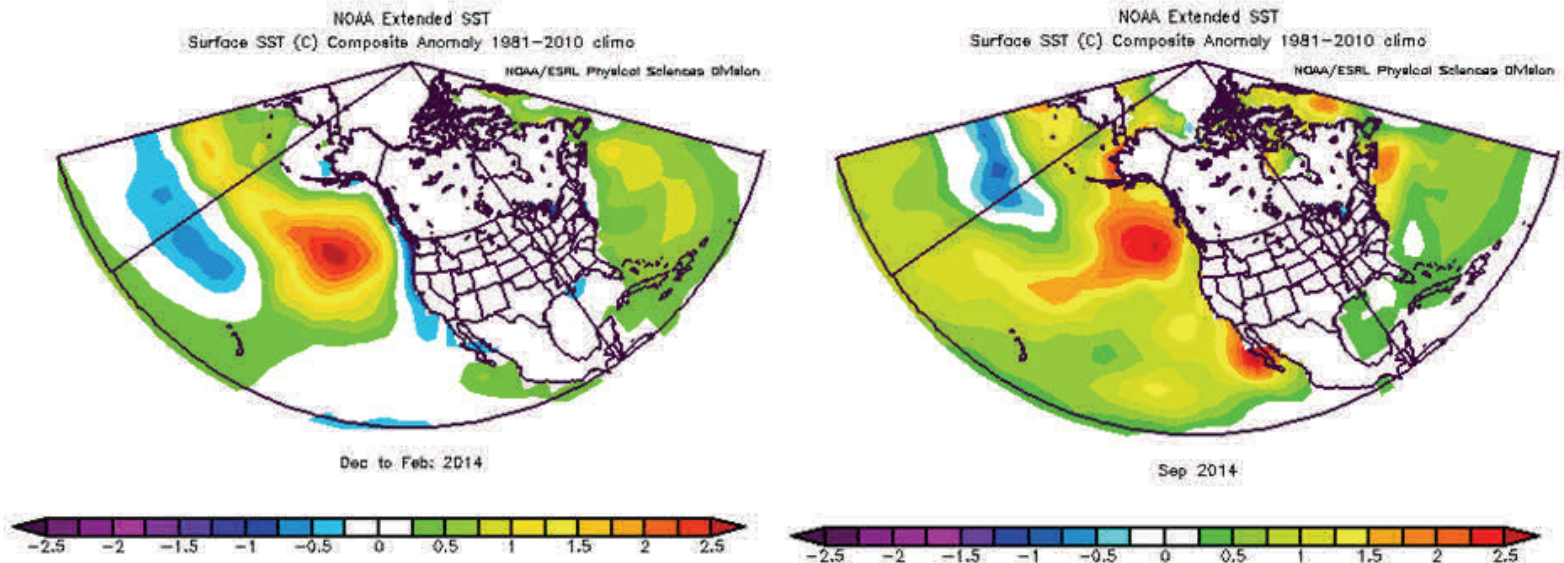 NOAA Extended SST
Surface SST (C) Composite Anomaly 1981-2010 climo
NOAA/ESRL Physical Sciences Division
Dec to Feb: 2014
-2.5 -2 -1.5 -1 -0.5 0 0.5 1 1.5 2 2.5
NOAA Extended SST
Surface SST (C) Composite Anomaly 1981-2010 climo
NOAA/ESRL Physical Sciences Division
Sep 2014
-2.5 -2 -1.5 -1 -0.5 0 0.5 1 1.5 2 2.5